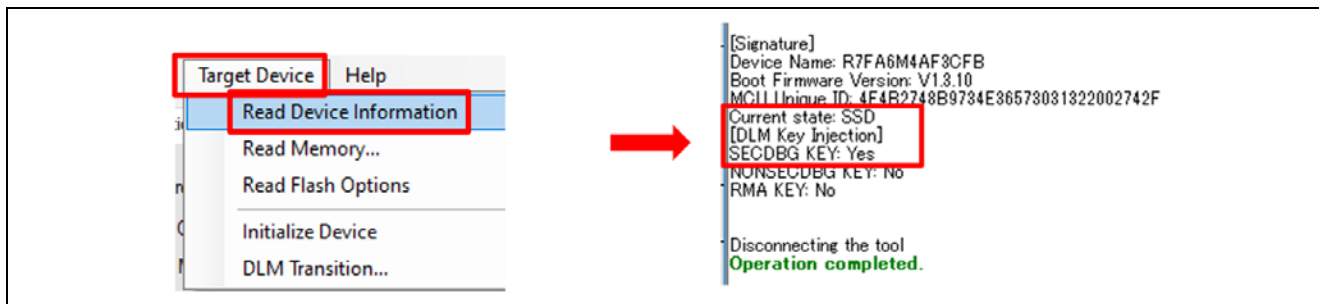 Target Device Help
Read Device Information
Read Memory...
Read Flash Options
Initialize Device
DLM Transition...
[Signature]
Device Name: R7FA6M4AF3CFB
Boot Firmware Version: V1.3.10
MCU Unique ID: 4F4B2748B9734E36573031322002742F
Current state: SSD
[DLM Key Injection]
SECDBG KEY: Yes
NONSECDBG KEY: No
RMA KEY: No
Disconnecting the tool
Operation completed.